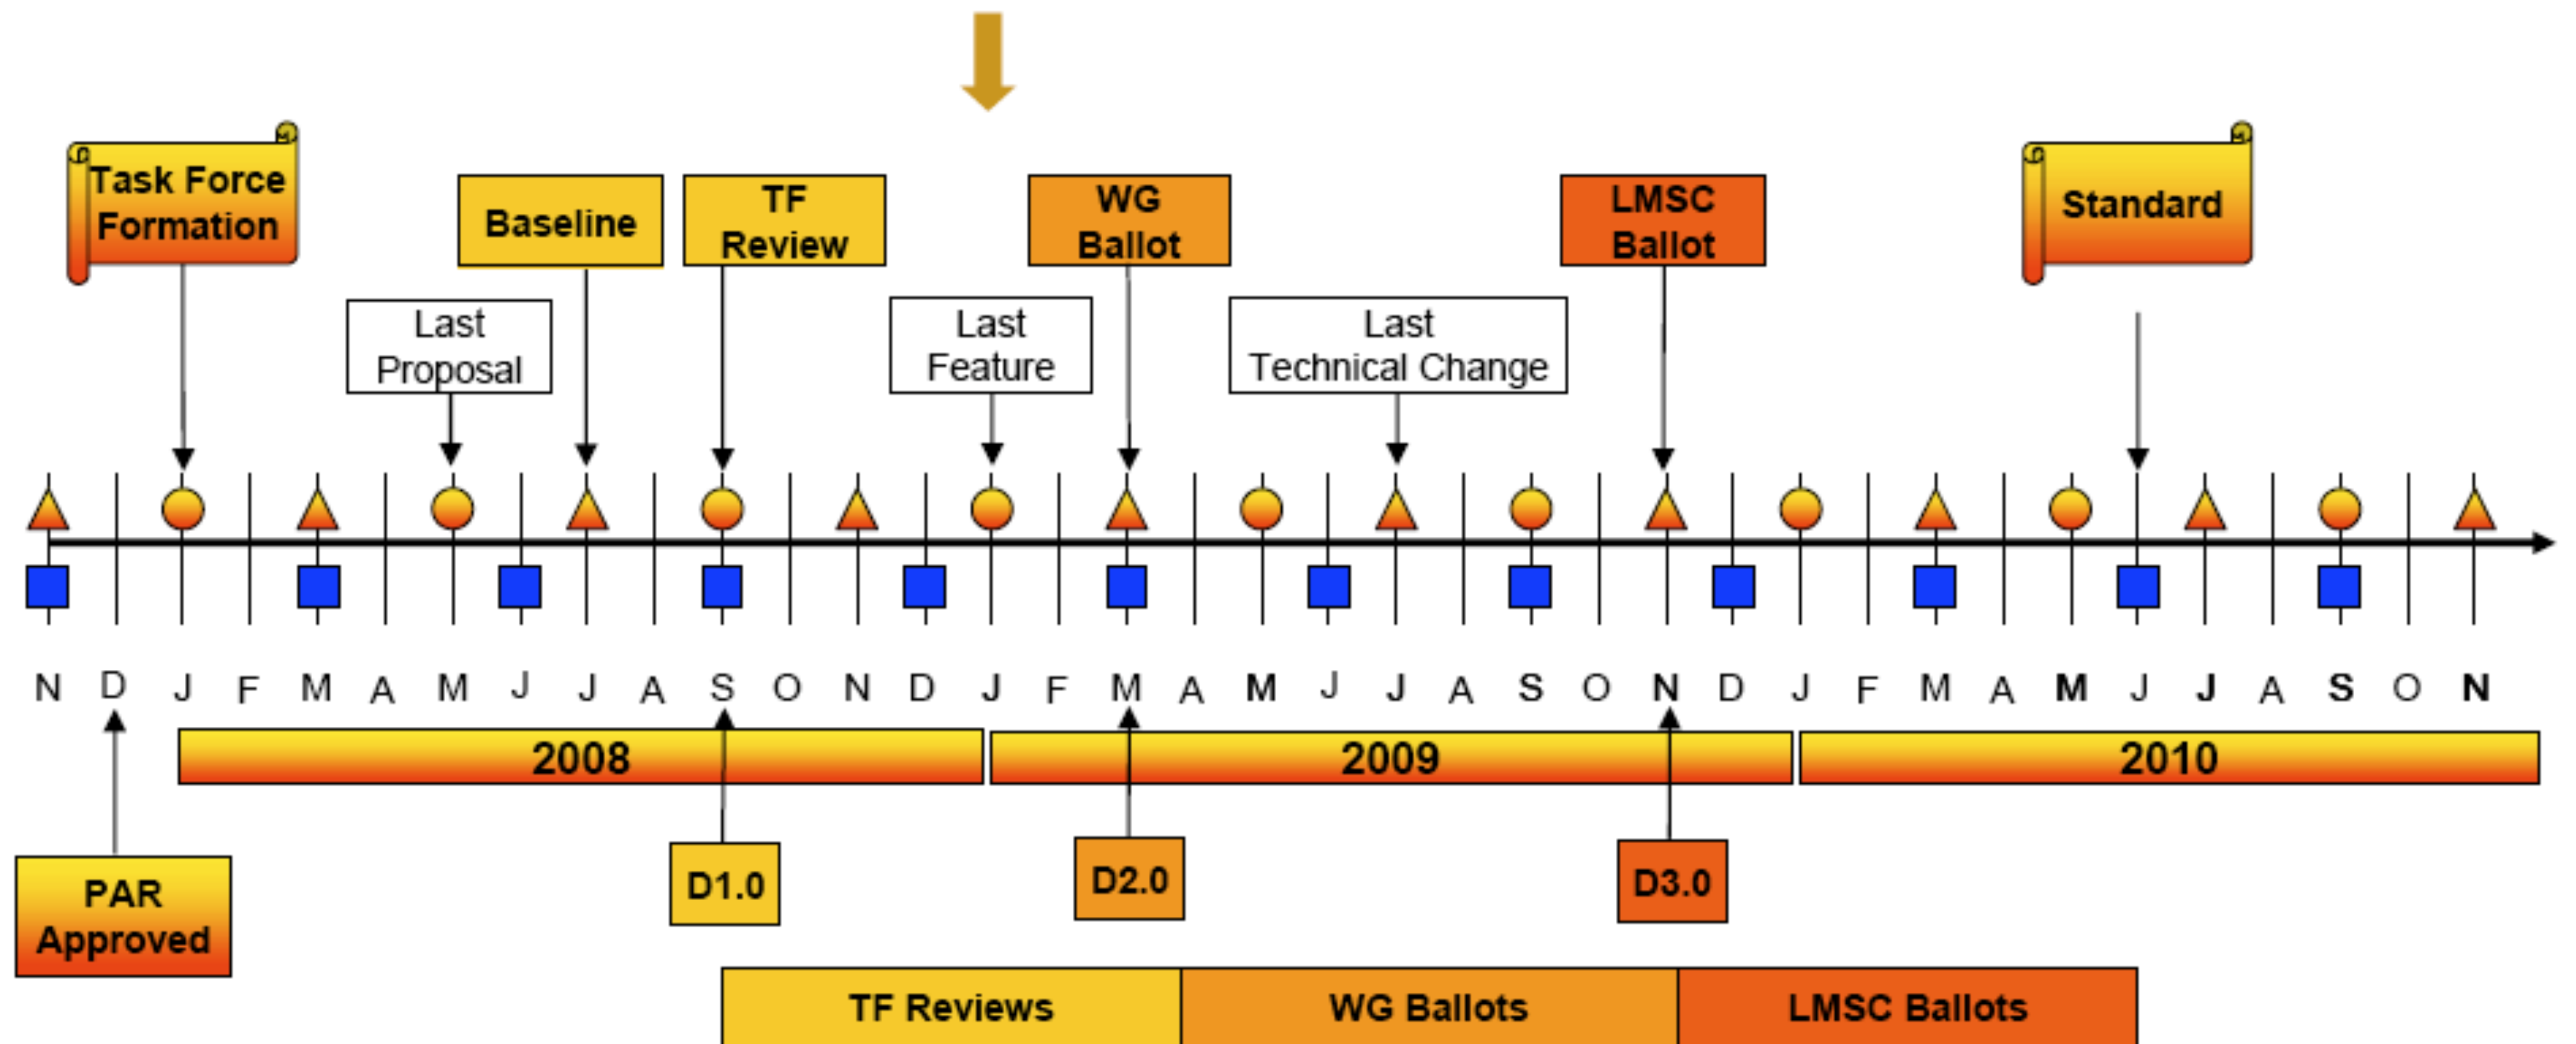 Task Force
Formation
Baseline
TF
Review
WG
Ballot
LMSC
Ballot
Standard
Last
Proposal
Last
Feature
Last
Technical Change
N D J F M A M J J A S O N D J F M A M J J A S O N D J F M A M J J A S O N
2008
2009
2010
PAR
Approved
D1.0
D2.0
D3.0
TF Reviews
WG Ballots
LMSC Ballots